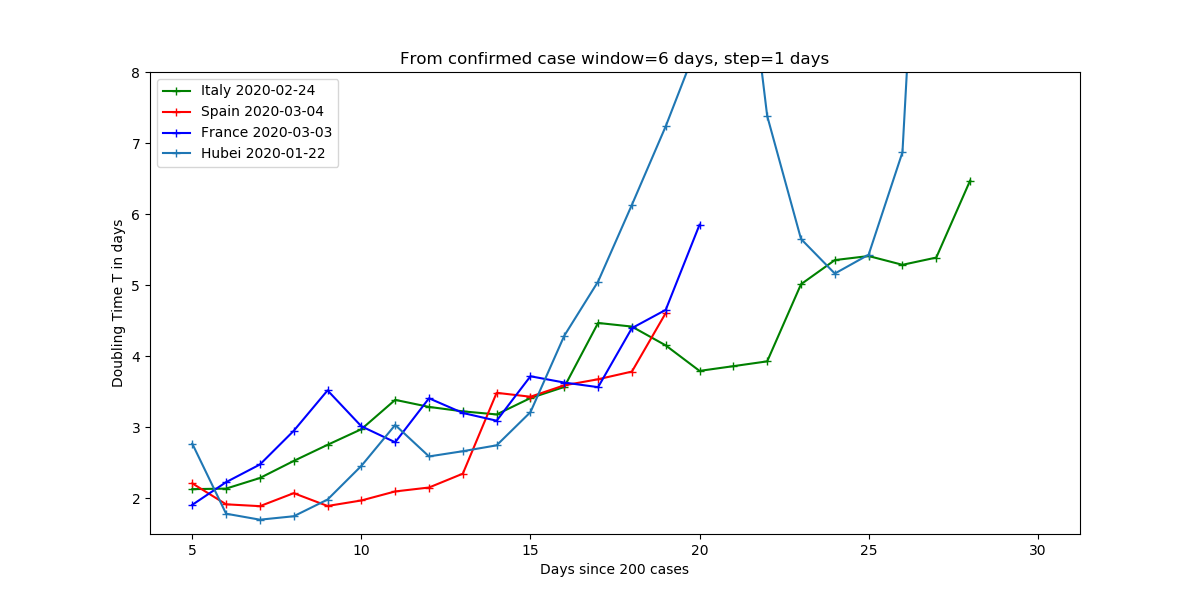 From confirmed case window=6 days, step=1 days
Italy 2020-02-24
Spain 2020-03-04
France 2020-03-03
Hubei 2020-01-22
8
7
6
5
4
3
2
Doubling Time T in days
5 10 15 20 25 30
Days since 200 cases